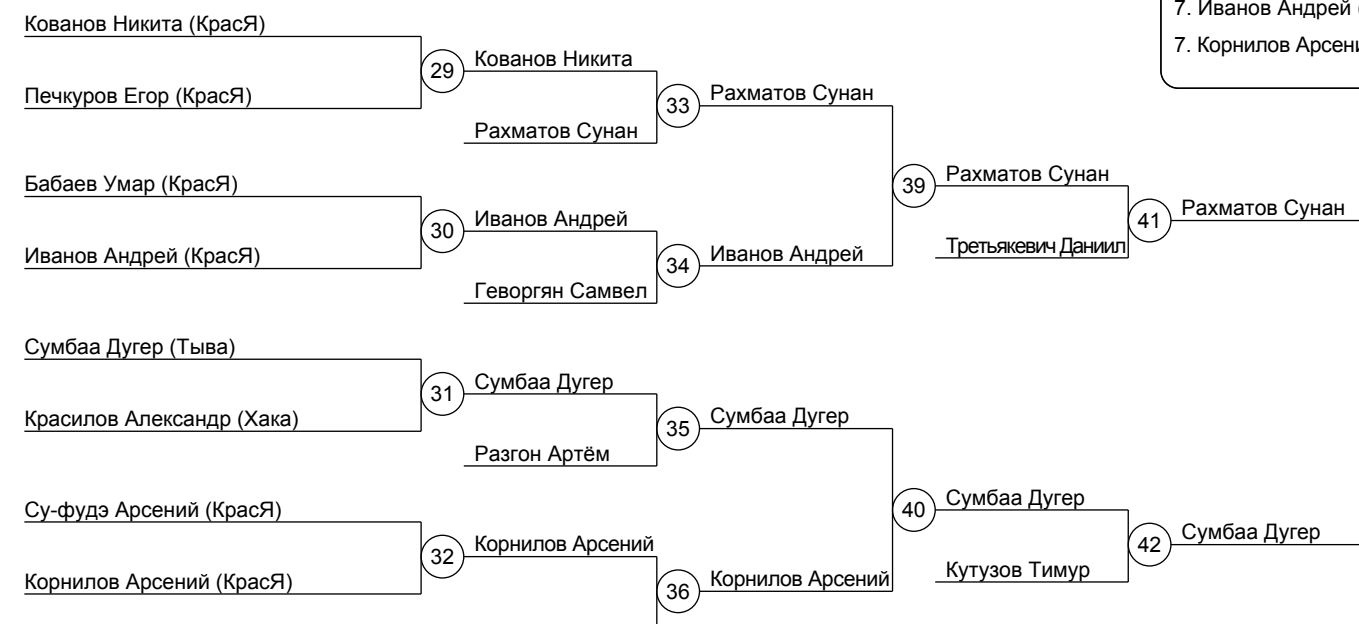 7. Иванов Андрей
7. Корнилов Арсени
Кованов Никита (КрасЯ)
29
Кованов Никита
Печкуров Егор (КрасЯ)
33
Рахматов Сунан
Рахматов Сунан
Бабаев Умар (КрасЯ)
39
Рахматов Сунан
30
Иванов Андрей
41
Рахматов Сунан
Иванов Андрей (КрасЯ)
34
Иванов Андрей
Третьякевич Даниил
Геворгян Самвел
Сумбаа Дугер (Тыва)
31
Сумбаа Дугер
Красилов Александр (Хака)
35
Сумбаа Дугер
Разгон Артём
Су-фудэ Арсений (КрасЯ)
40
Сумбаа Дугер
32
Корнилов Арсений
42
Сумбаа Дугер
Корнилов Арсений (КрасЯ)
36
Корнилов Арсений
Кутузов Тимур